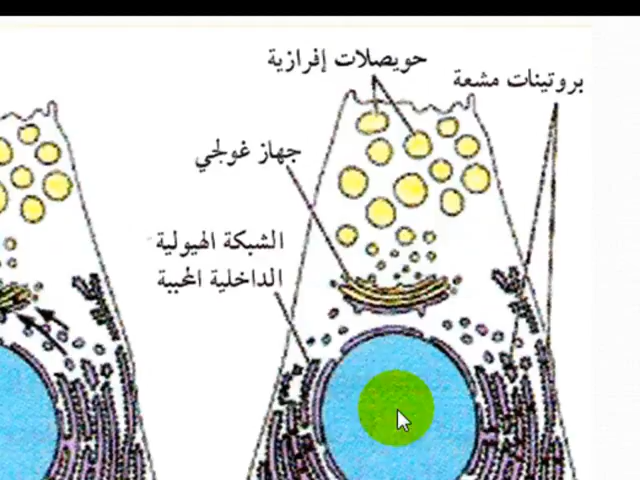 حويصلات إفرازية
بروتينات مشعة
جهاز غولجي
الشبكة الهيولية
الداخلية المحببة